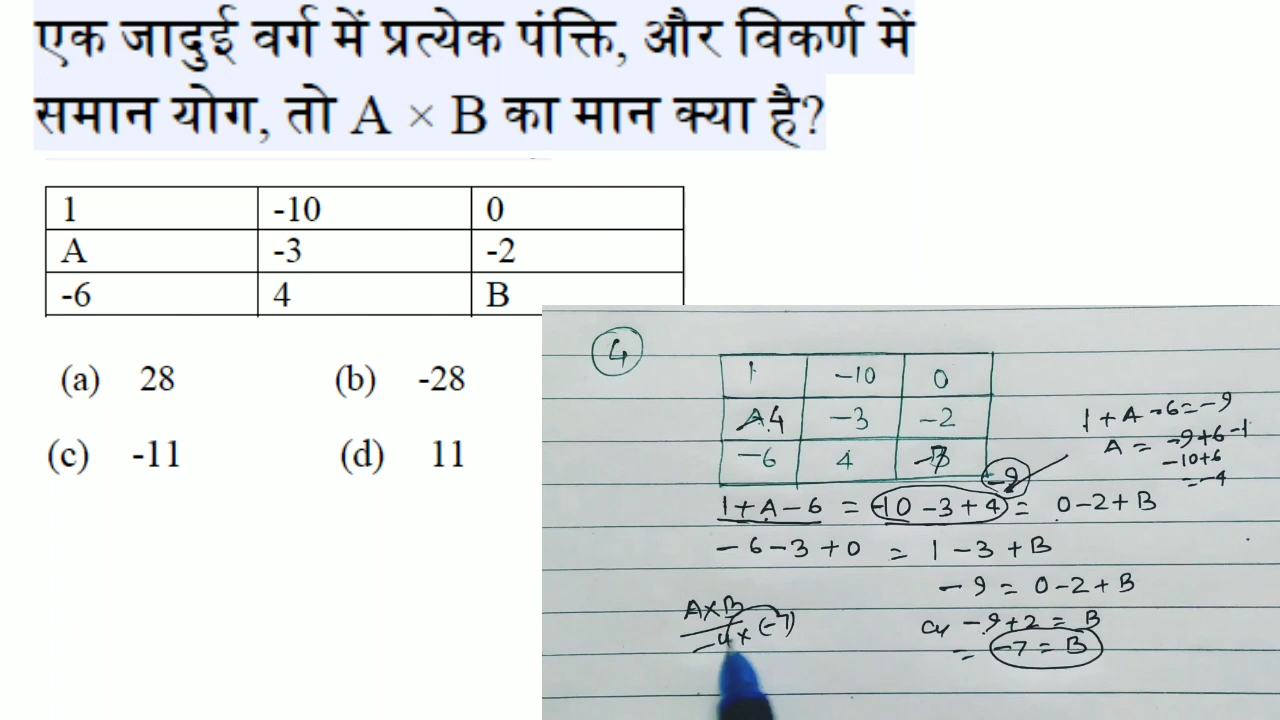 एक जादुई वर्ग में प्रत्येक पंक्ति, और विकर्ण में
समान योग, तो A × B का मान क्या है?
1 -10 0
A -3 -2
-6 4 B
(a) 28 (b) -28
(c) -11 (d) 11
4
1 -10 0
A4 -3 -2
-6 4
-9
1+A-6=-9
A = -9+6-1
-10+6
=-4
1+A-6 = -10-3+4 = 0-2+B
-6-3+0 = 1-3+B
-9 = 0-2+B
-9+2 = B
= -7 = B
A×B
-4×(-7)